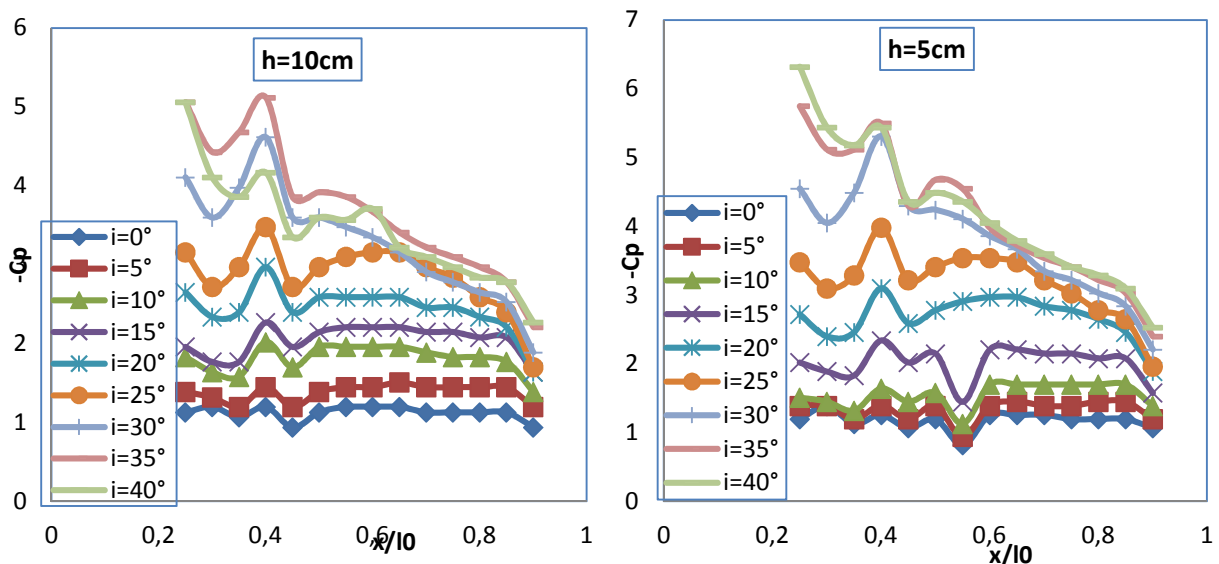 h=10cm
6
5
4
3
2
1
0
-Cp
i=0°
i=5°
i=10°
i=15°
i=20°
i=25°
i=30°
i=35°
i=40°
0 0,2 0,4 0,6 0,8 1
x/l0
h=5cm
7
6
5
4
3
2
1
0
-Cp
i=0°
i=5°
i=10°
i=15°
i=20°
i=25°
i=30°
i=35°
i=40°
0 0,2 0,4 0,6 0,8 1
x/l0